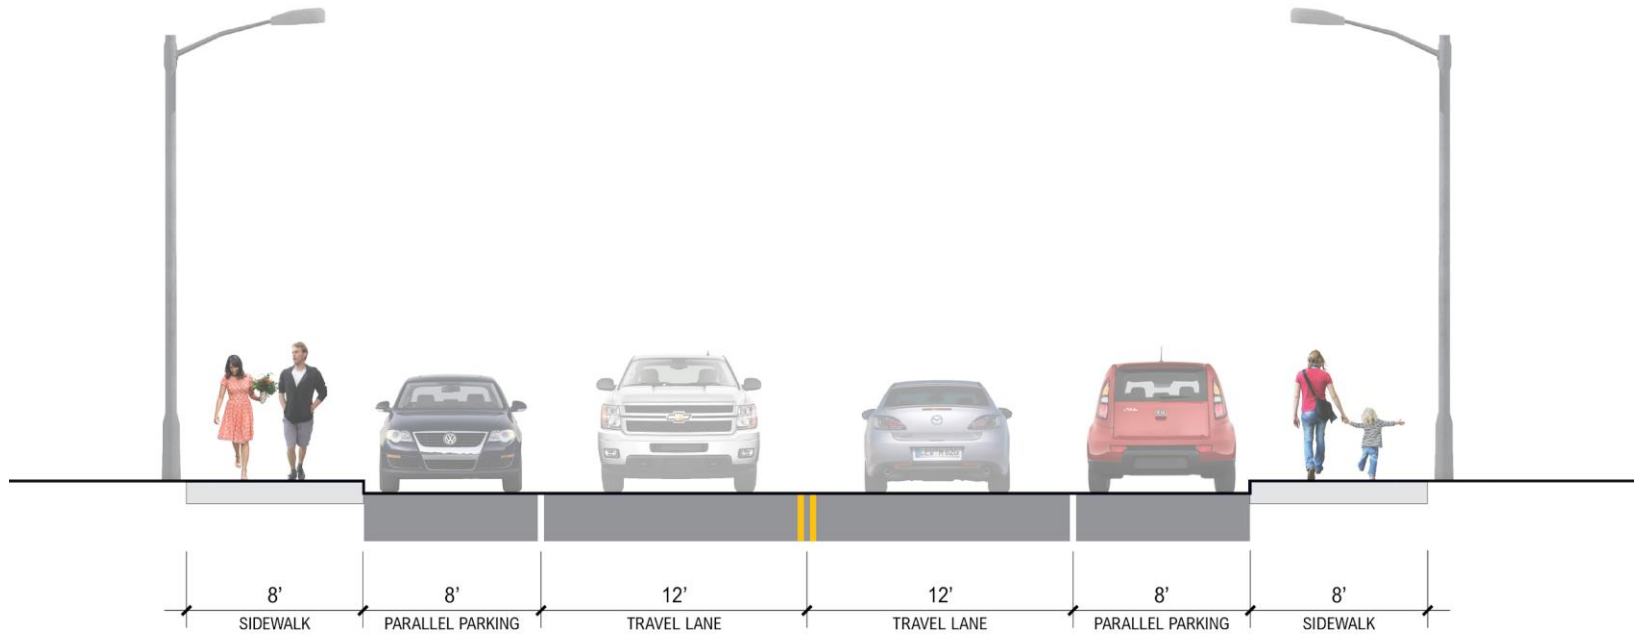 8’ 8’ 12’ 12’ 8’ 8’
SIDEWALK PARALLEL PARKING TRAVEL LANE TRAVEL LANE PARALLEL PARKING SIDEWALK